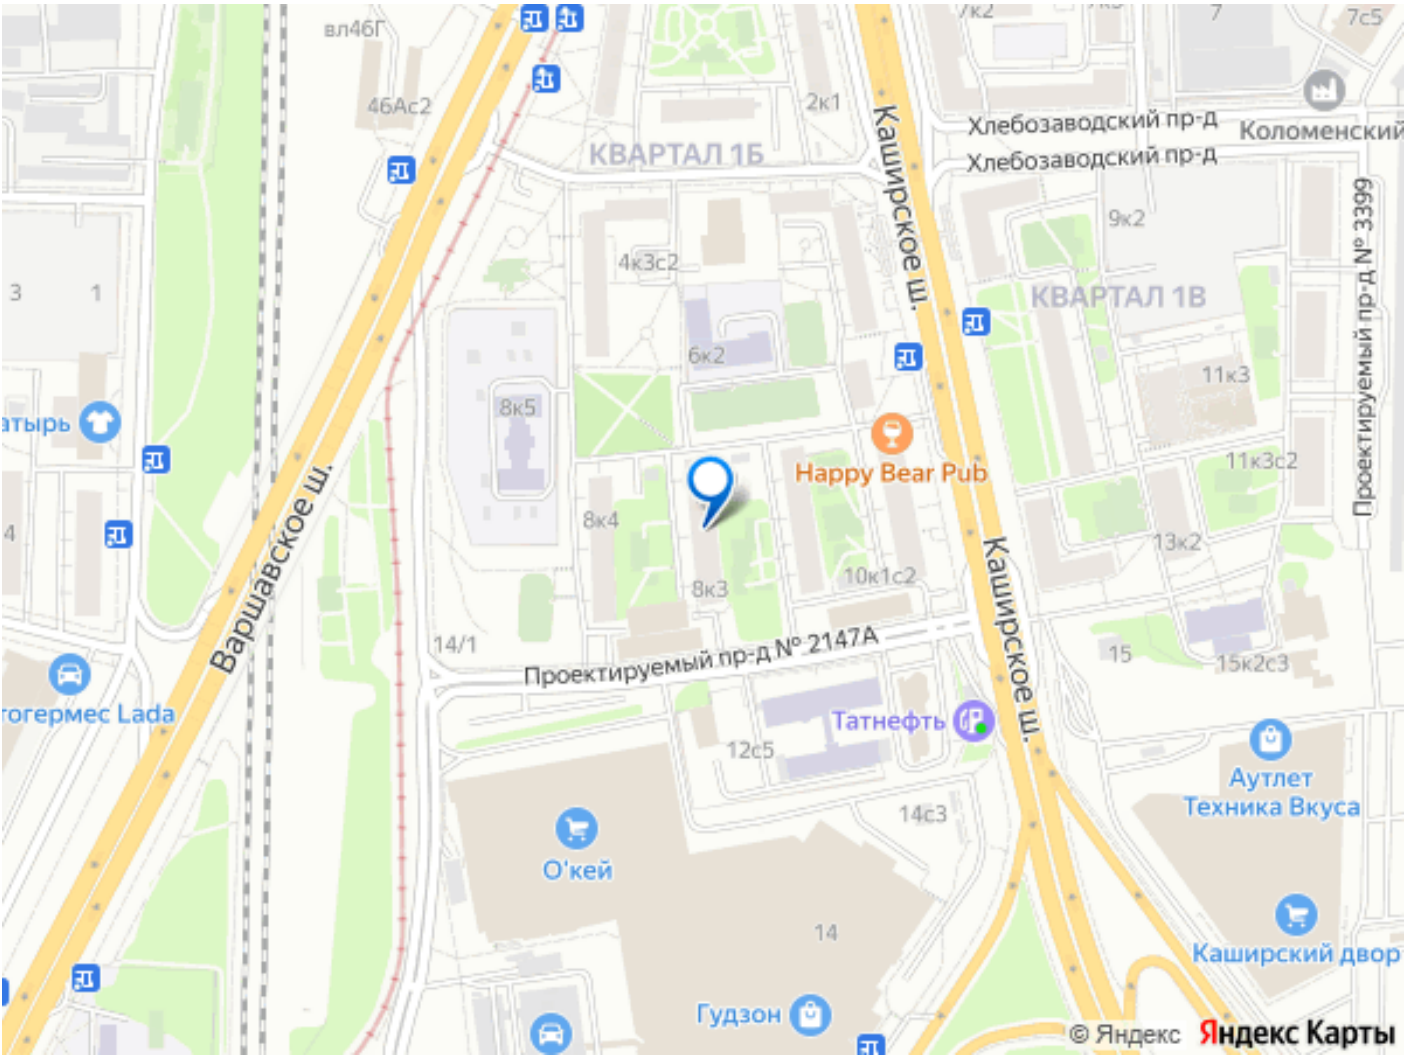 вл46Г
46Ас2
7к2
7
7с5
2к1
Хлебозаводский пр-д
Хлебозаводский пр-д
Коломенский
КВАРТАЛ 1Б
Каширское ш.
Проектируемый пр-д № 3399
9к2
4к3с2
3
1
КВАРТАЛ 1В
6к2
11к3
8к5
атырь
Happy Bear Pub
11к3с2
Варшавское ш.
8к4
4
13к2
Каширское ш.
8к3
10к1с2
14/1
Проектируемый пр-д № 2147А
15
15к2с3
тогермес Lada
Татнефть
12с5
Аутлет
Техника Вкуса
14с3
О'кей
14
Каширский двор
Гудзон
© Яндекс Яндекс Карты